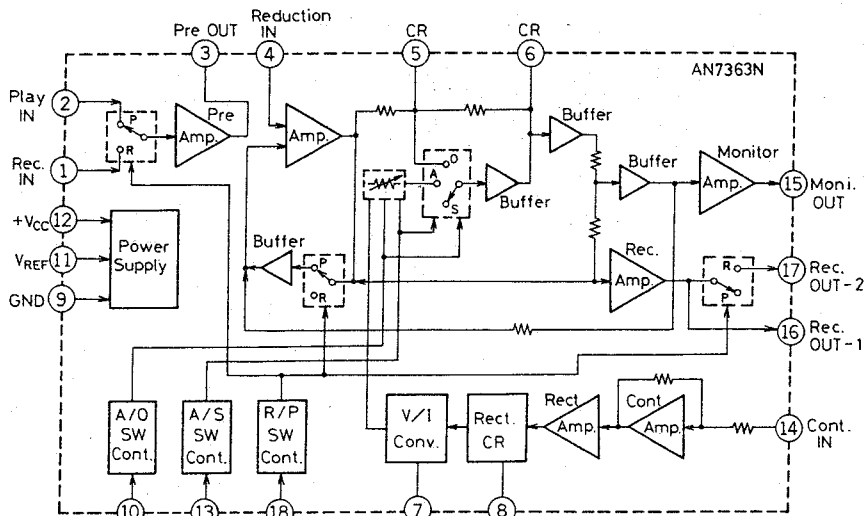 Pre OUT
3
Reduction
IN
4
CR
5
CR
6
AN7363N
Play
IN
2
P
R
Amp.
Pre
Amp.
Buffer
Rec.
IN
1
O
A
S
Buffer
Buffer
Monitor
Amp.
15
Moni.
OUT
+VCC
12
VREF
11
GND
9
Power
Supply
Buffer
P
R
Rec.
Amp.
R
P
17
Rec.
OUT-2
16
Rec.
OUT-1
A/O
SW
Cont.
A/S
SW
Cont.
R/P
SW
Cont.
V/I
Conv.
Rect.
CR
Rect
Amp.
Cont
Amp.
14
Cont.
IN
10
13
18
7
8